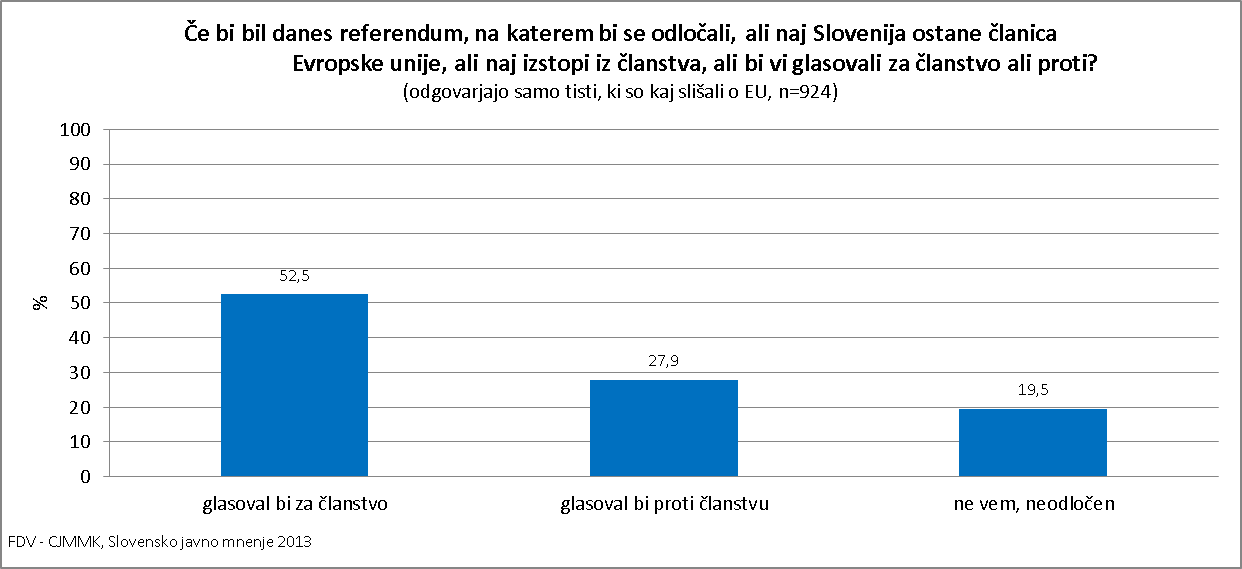 Če bi bil danes referendum, na katerem bi se odločali, ali naj Slovenija ostane članica
Evropske unije, ali naj izstopi iz članstva, ali bi vi glasovali za članstvo ali proti?
(odgovarjajo samo tisti, ki so kaj slišali o EU, n=924)
100
90
80
70
60
50
40
30
20
10
0
%
52,5
27,9
19,5
glasoval bi za članstvo
glasoval bi proti članstvu
ne vem, neodločen
FDV - CJMMK, Slovensko javno mnenje 2013